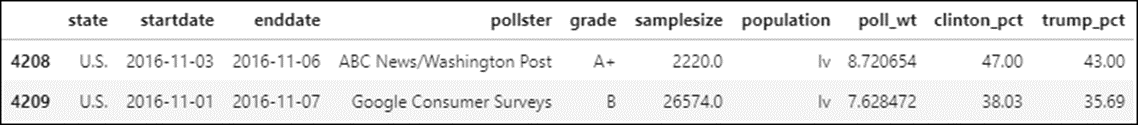 state startdate enddate pollster grade samplesize population poll_wt clinton_pct trump_pct
4208 U.S. 2016-11-03 2016-11-06 ABC News/Washington Post A+ 2220.0 lv 8.720654 47.00 43.00
4209 U.S. 2016-11-01 2016-11-07 Google Consumer Surveys B 26574.0 lv 7.628472 38.03 35.69